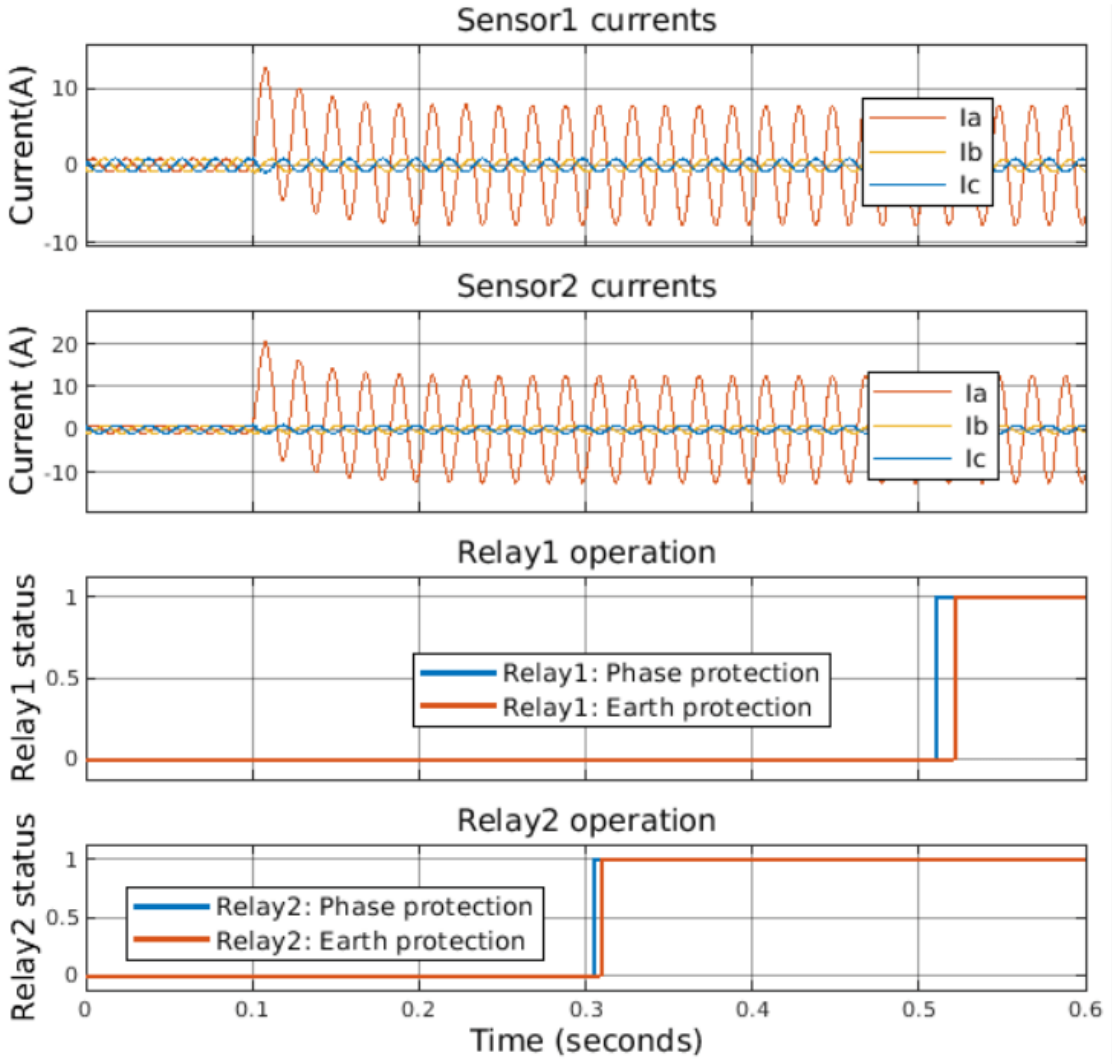 Sensor1 currents
Current(A)
10
0
-10
Ia
Ib
Ic
Sensor2 currents
Current (A)
20
10
0
-10
Ia
Ib
Ic
Relay1 operation
Relay1 status
1
0.5
0
Relay1: Phase protection
Relay1: Earth protection
Relay2 operation
Relay2 status
1
0.5
0
Relay2: Phase protection
Relay2: Earth protection
0 0.1 0.2 0.3 0.4 0.5 0.6
Time (seconds)